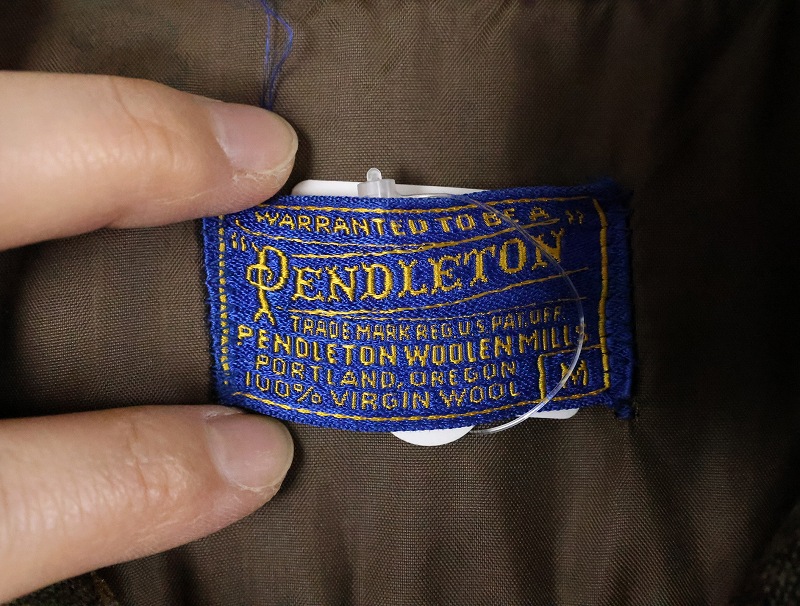 WARRANTED TO BE A
"PENDLETON"
TRADE MARK REG. U.S. PAT. OFF.
PENDLETON WOOLEN MILLS
PORTLAND, OREGON
100% VIRGIN WOOL
M